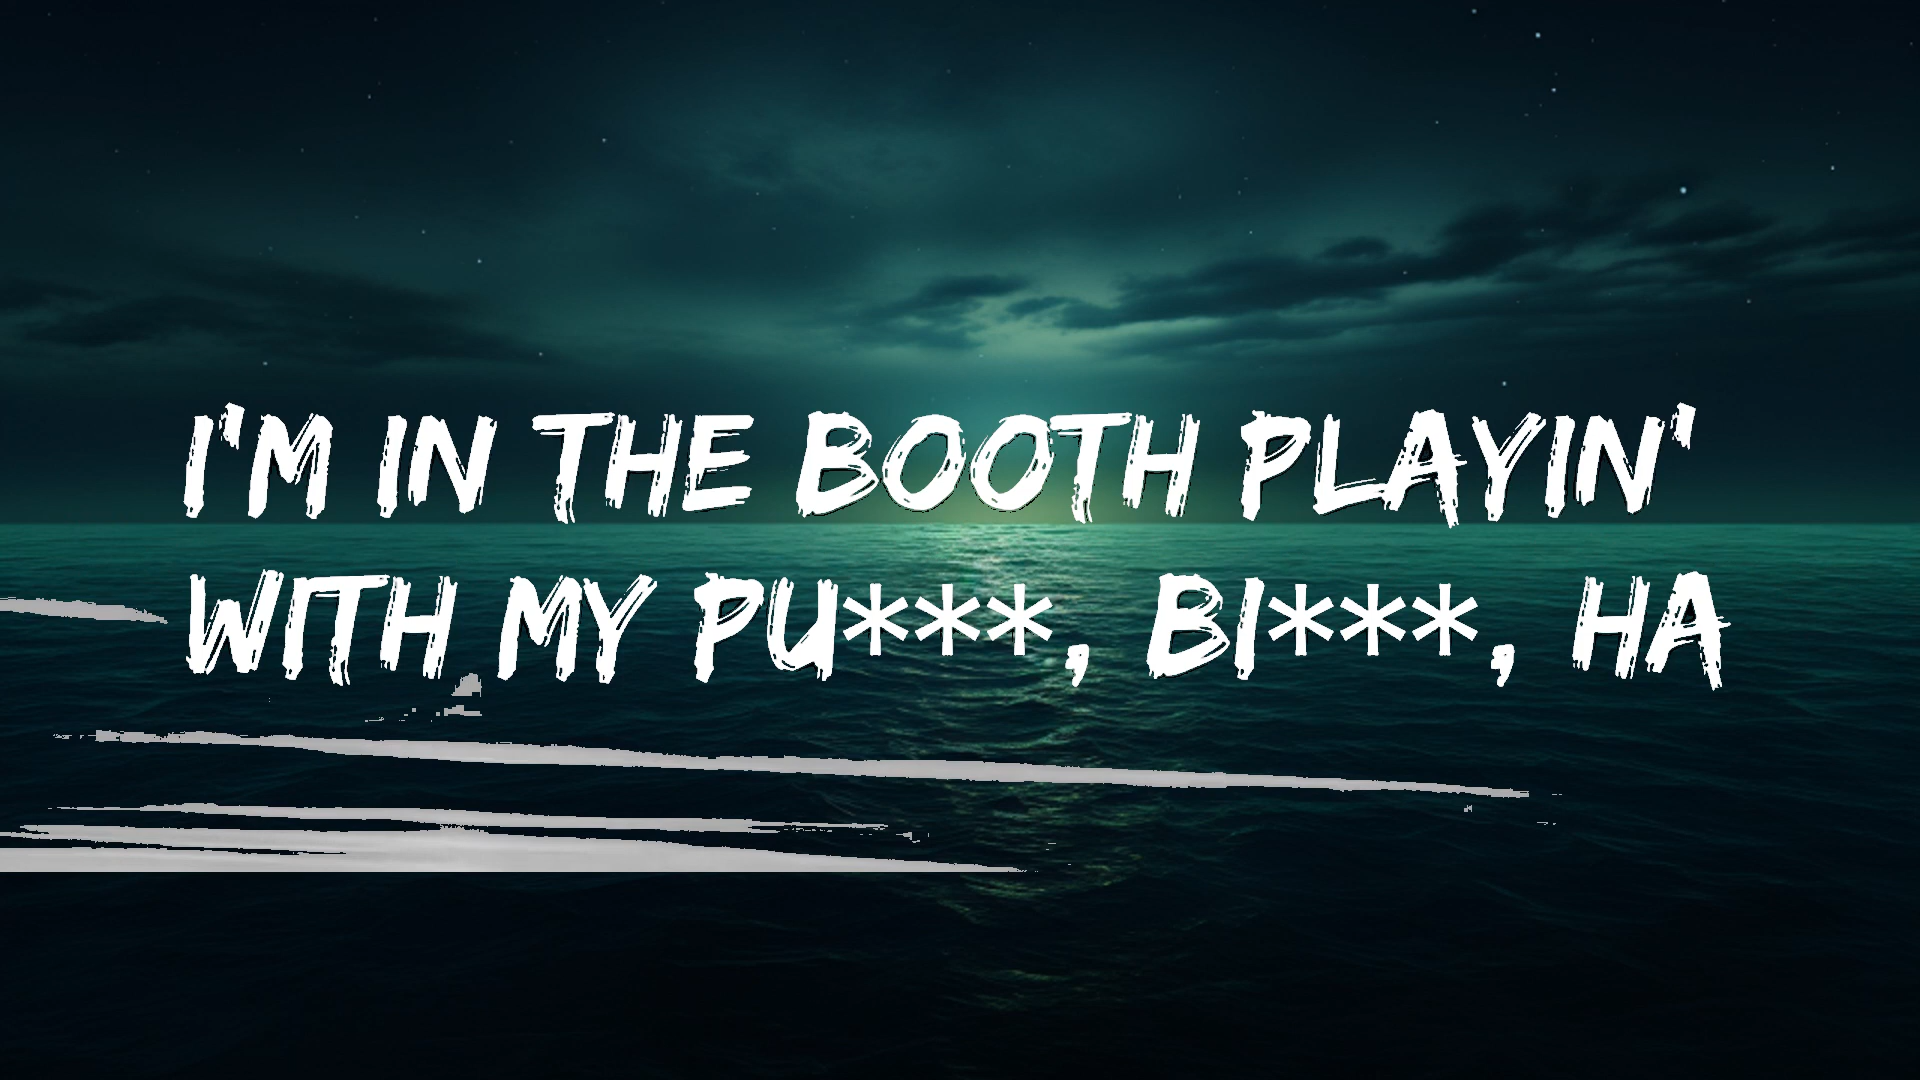 I'M IN THE BOOTH PLAYIN'
WITH MY PU***, BI***, HA